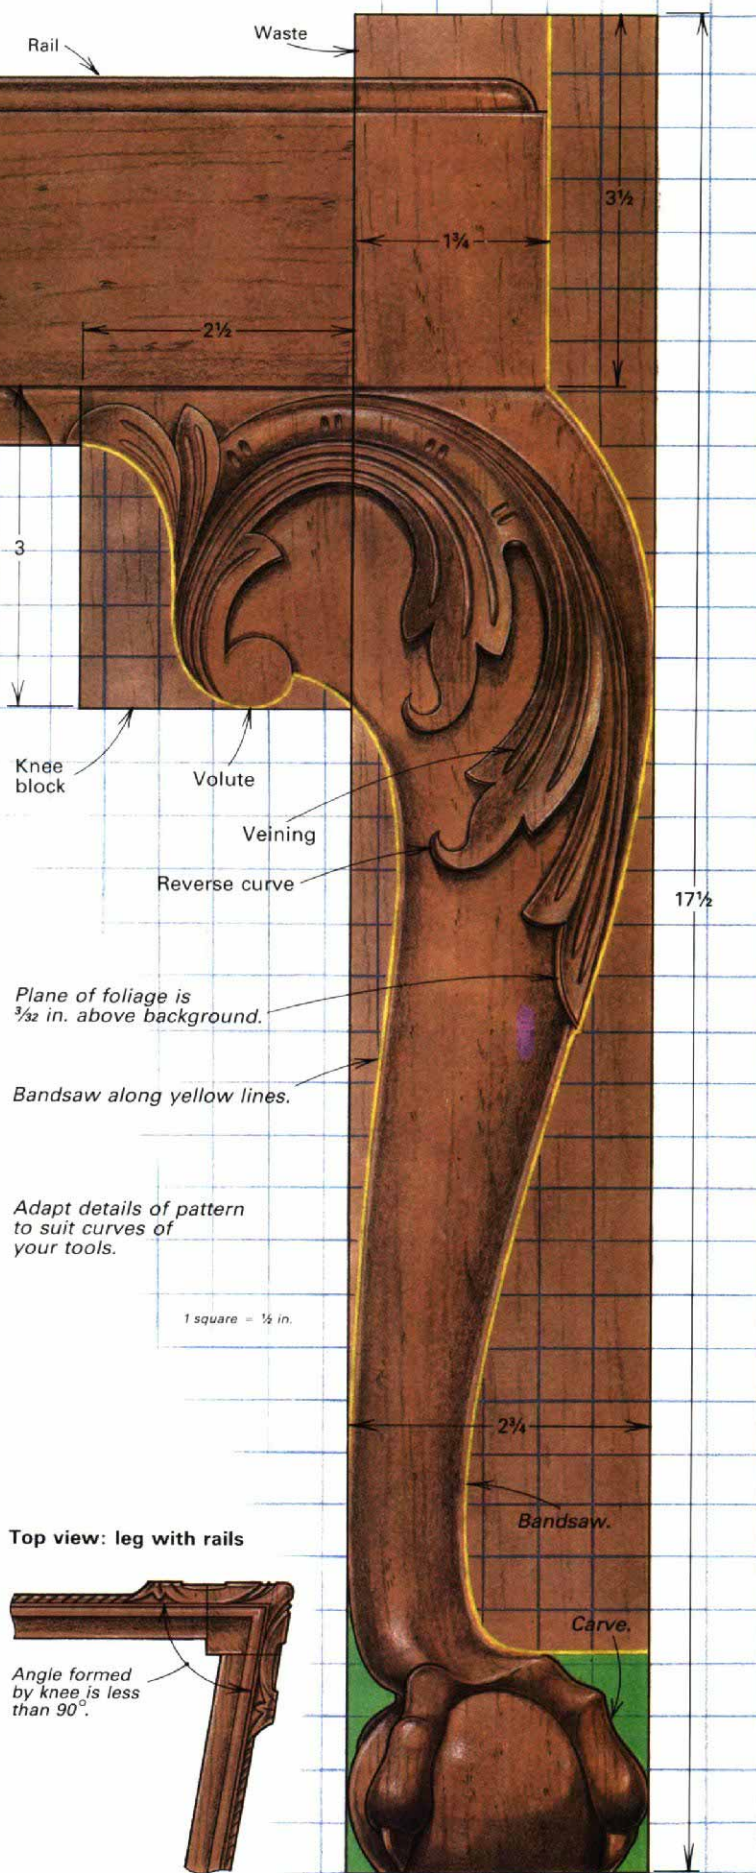 Rail
Waste
3½
1¾
2½
3
Knee
block
Volute
Veining
Reverse curve
17½
Plane of foliage is
³⁄₃₂ in. above background.
Bandsaw along yellow lines.
Adapt details of pattern
to suit curves of
your tools.
1 square = ½ in.
2¾
Bandsaw.
Top view: leg with rails
Carve.
Angle formed
by knee is less
than 90°.